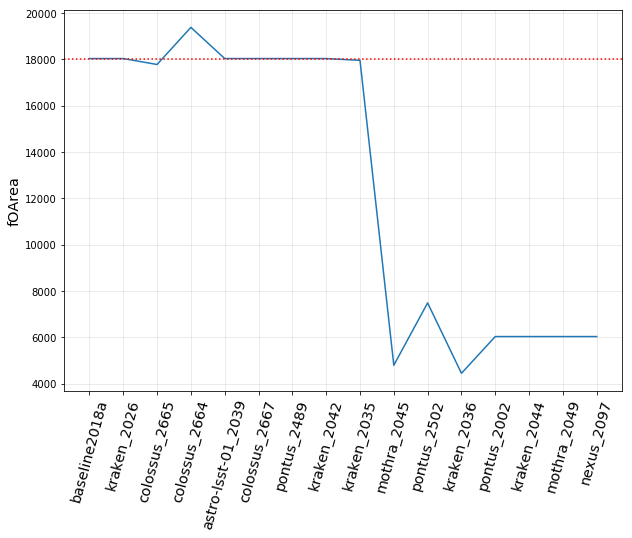 20000
18000
16000
14000
12000
10000
8000
6000
4000
fOArea
baseline2018a
kraken_2026
colossus_2665
colossus_2664
astro-lsst-01_2039
colossus_2667
pontus_2489
kraken_2042
kraken_2035
mothra_2045
pontus_2502
kraken_2036
pontus_2002
kraken_2044
mothra_2049
nexus_2097